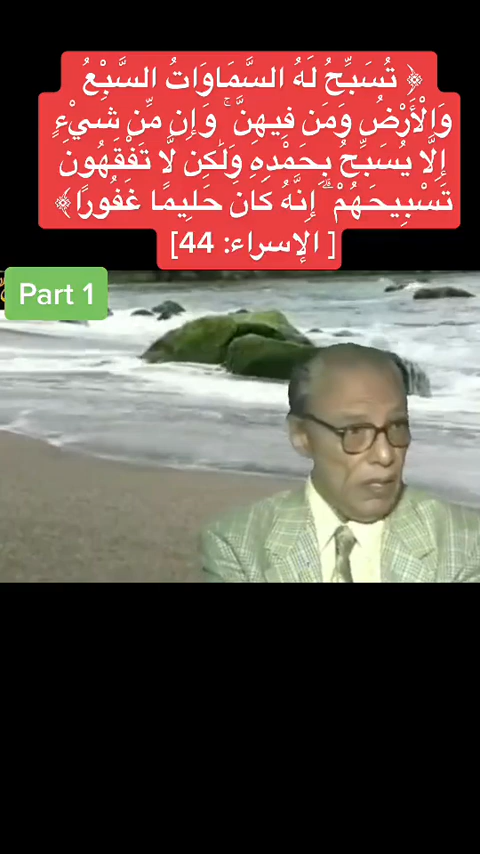 ﴿ تُسَبِّحُ لَهُ السَّمَاوَاتُ السَّبْعُ
وَالْأَرْضُ وَمَن فِيهِنَّ ۚ وَإِن مِّن شَيْءٍ
إِلَّا يُسَبِّحُ بِحَمْدِهِ وَلَٰكِن لَّا تَفْقَهُونَ
تَسْبِيحَهُمْ ۗ إِنَّهُ كَانَ حَلِيمًا غَفُورًا﴾
[ الإسراء: 44]
Part 1